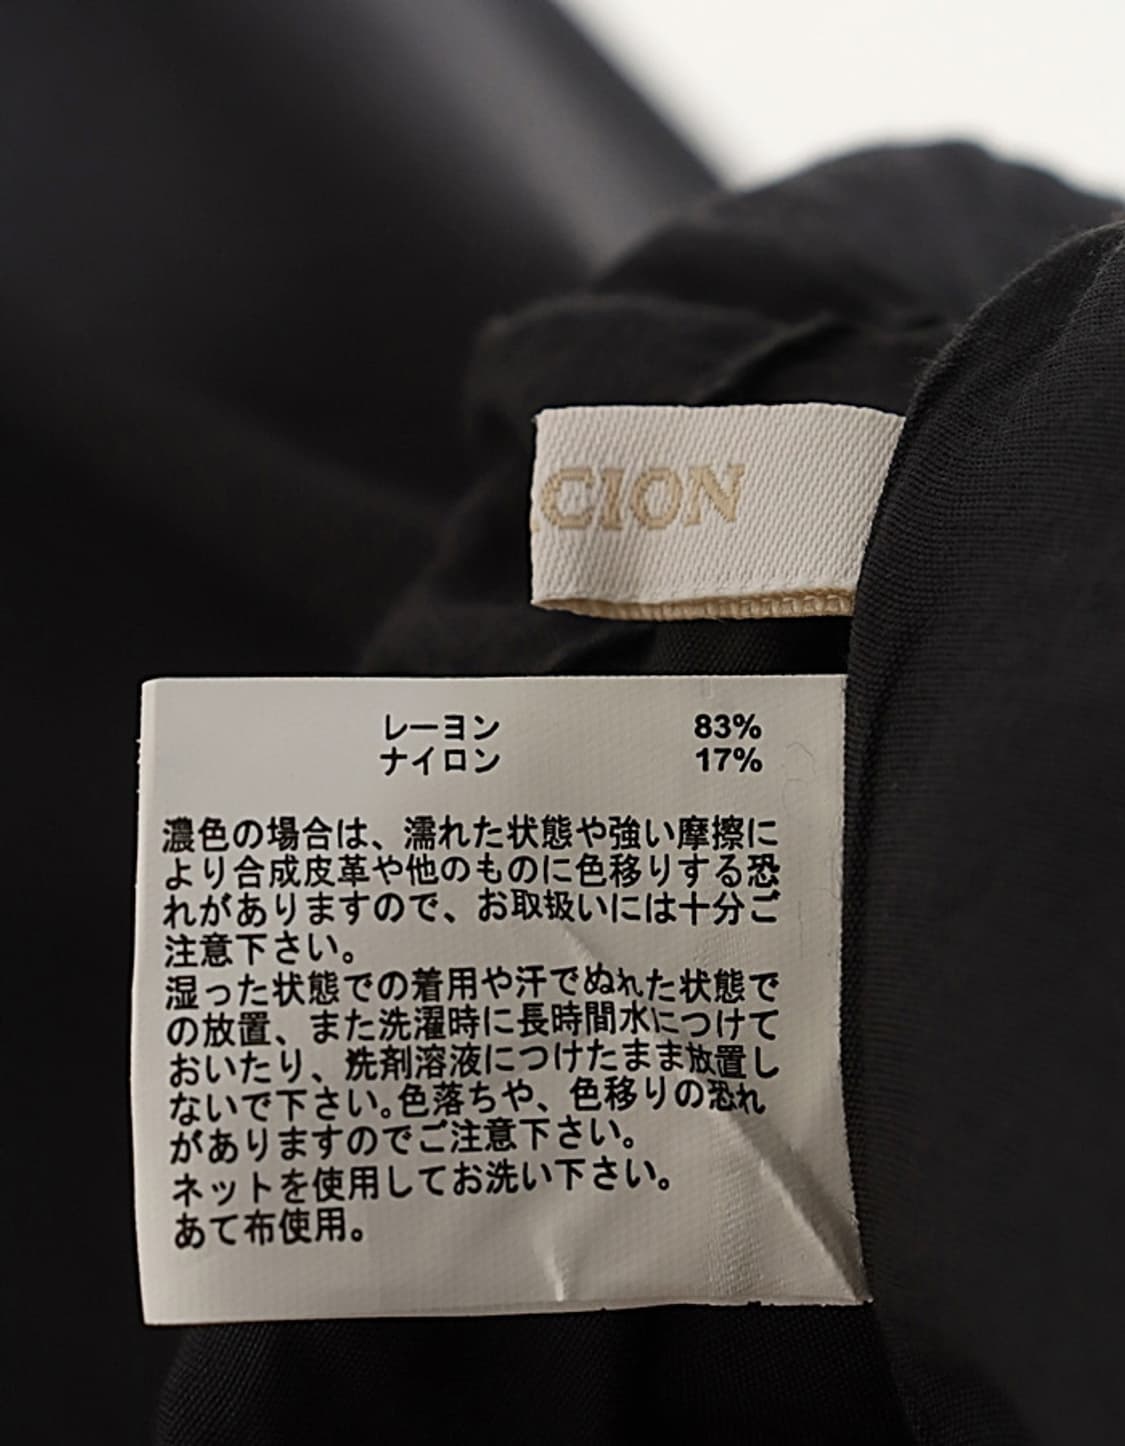 CION
レーヨン 83%
ナイロン 17%
濃色の場合は、濡れた状態や強い摩擦に
より合成皮革や他のものに色移りする恐
れがありますので、お取扱いには十分ご
注意下さい。
湿った状態での着用や汗でぬれた状態で
の放置、また洗濯時に長時間水につけて
おいたり、洗剤溶液につけたまま放置し
ないで下さい。色落ちや、色移りの恐れ
がありますのでご注意下さい。
ネットを使用してお洗い下さい。
あて布使用。